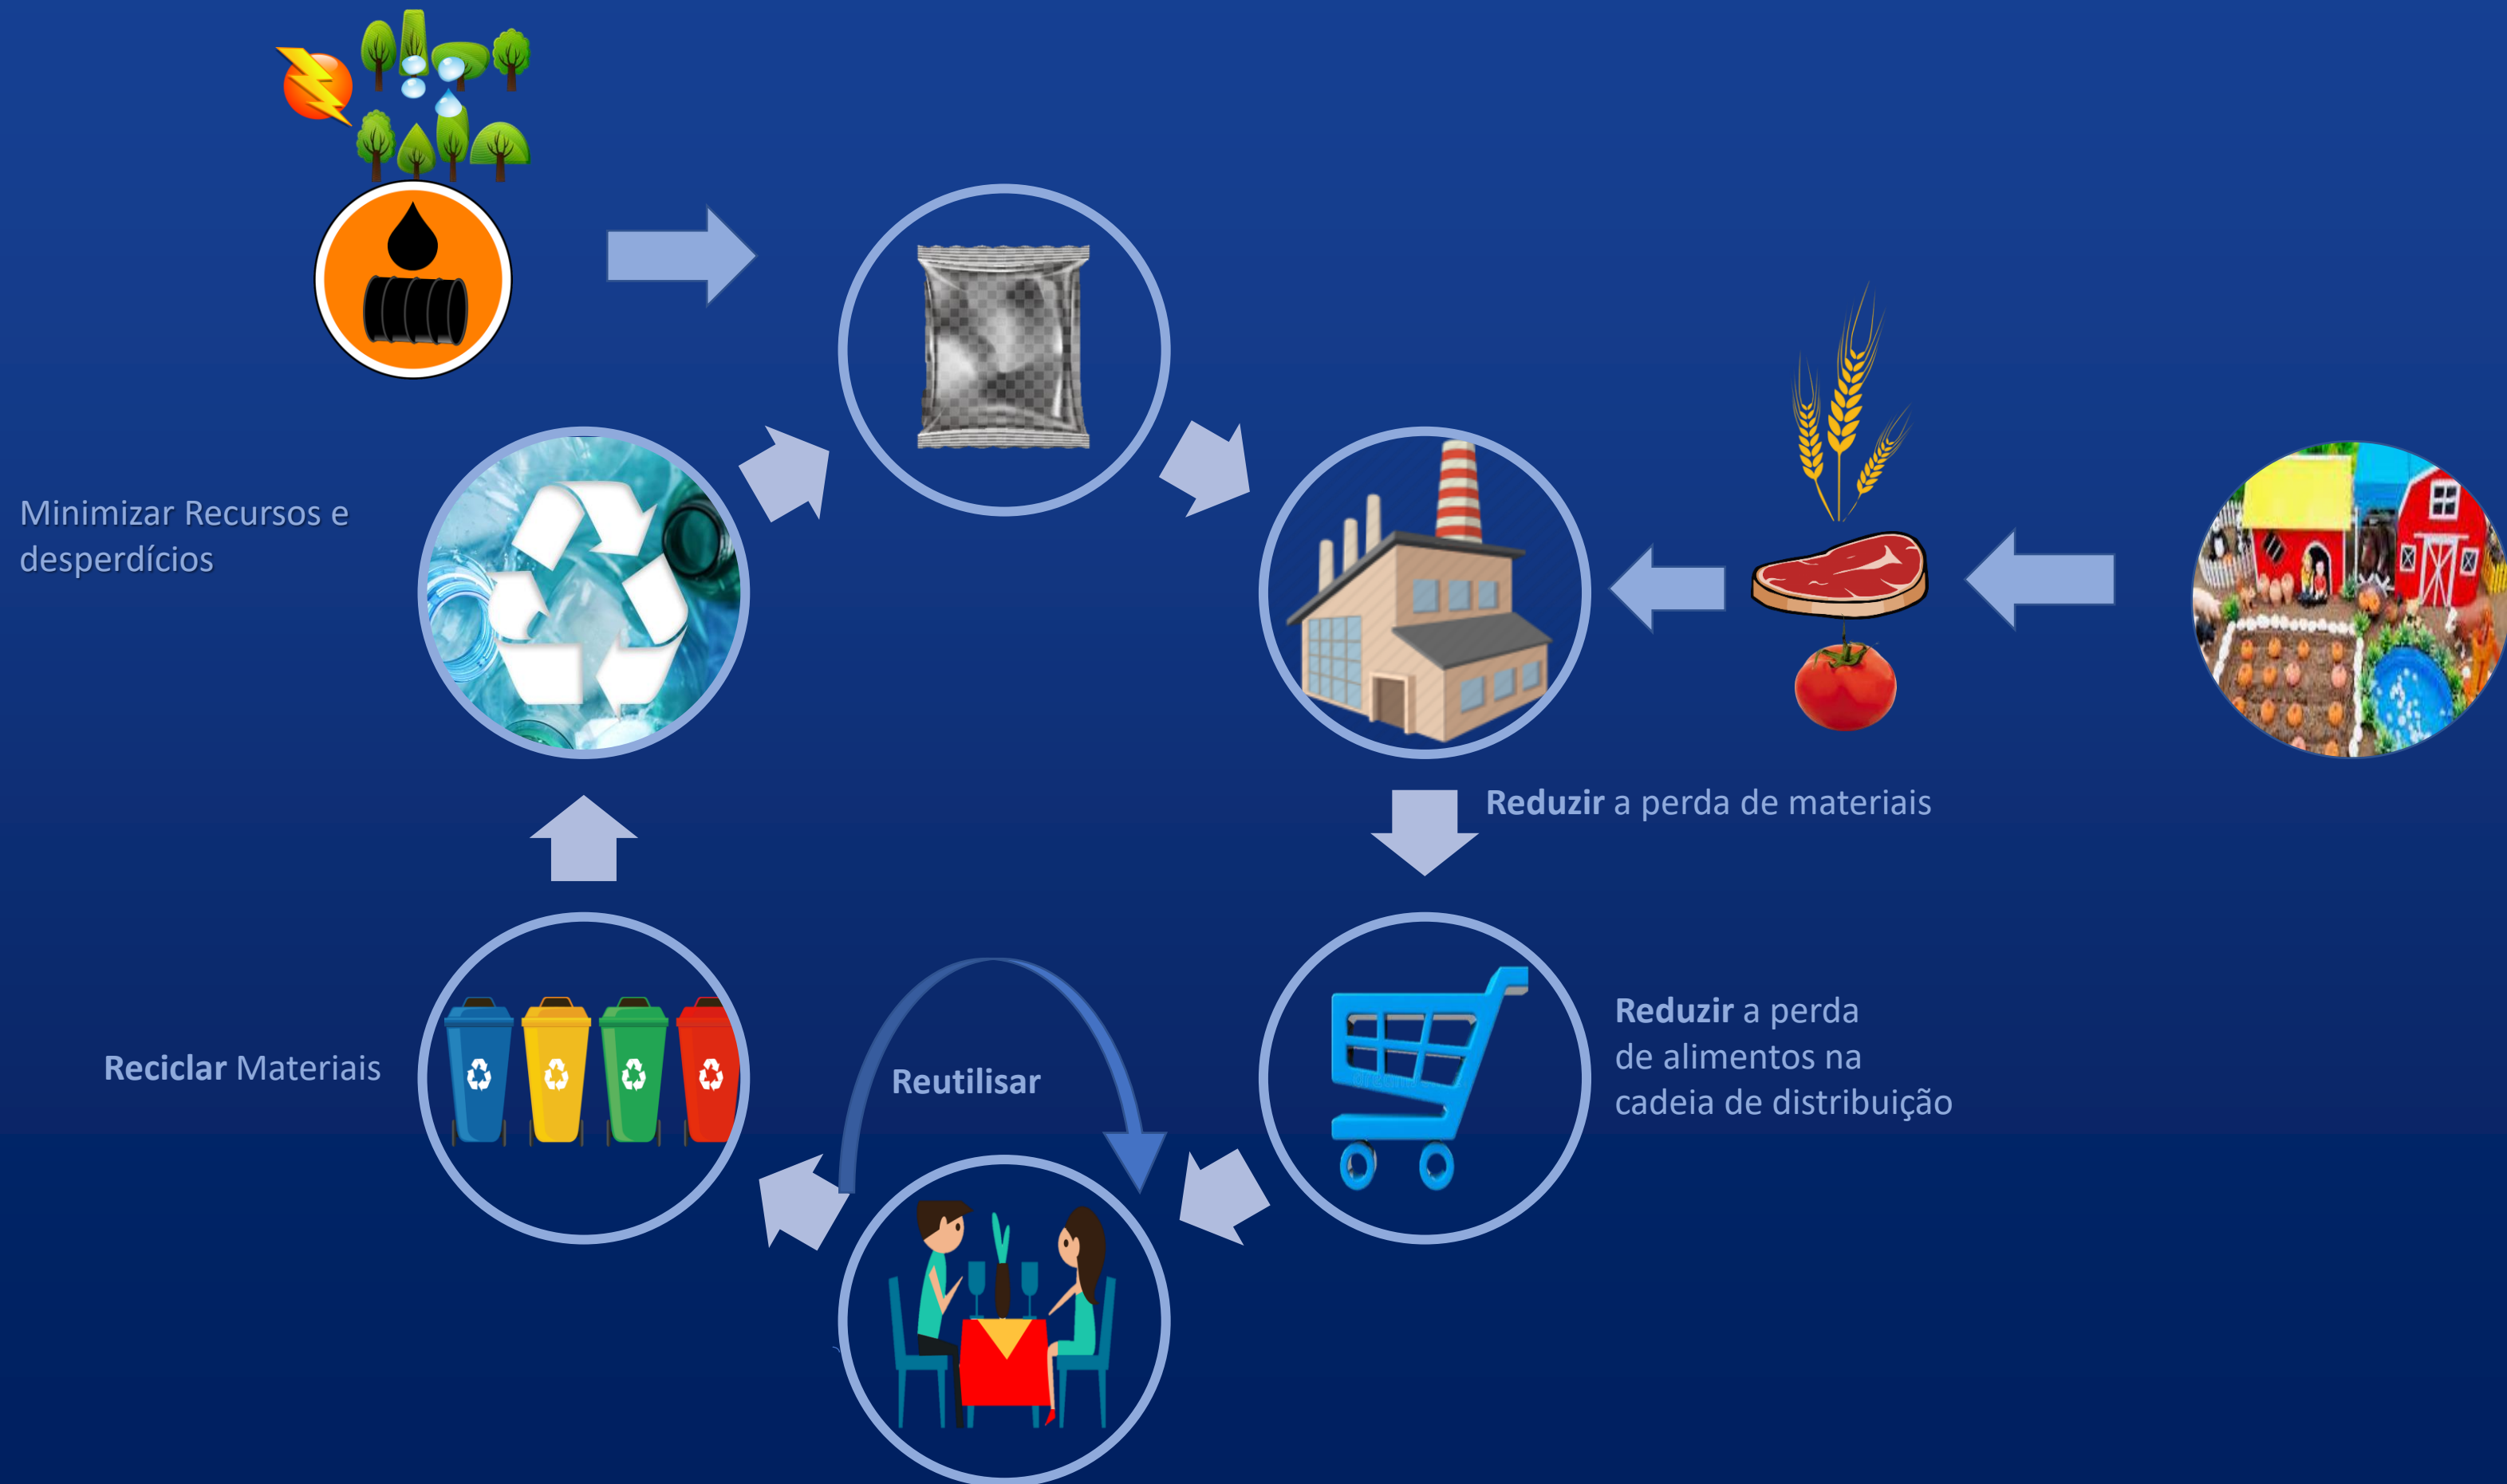 Minimizar Recursos e
desperdícios
Reduzir a perda de materiais
Reduzir a perda
de alimentos na
cadeia de distribuição
Reciclar Materiais
Reutilisar